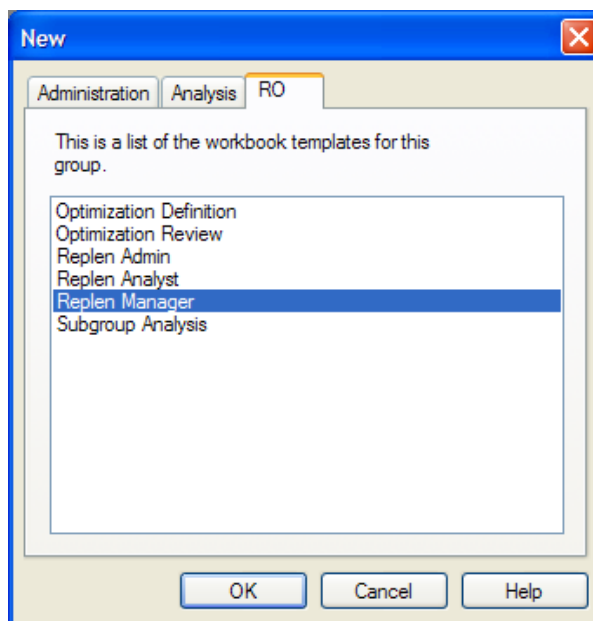 New
Administration
Analysis
RO
This is a list of the workbook templates for this
group.
Optimization Definition
Optimization Review
Replen Admin
Replen Analyst
Replen Manager
Subgroup Analysis
OK
Cancel
Help